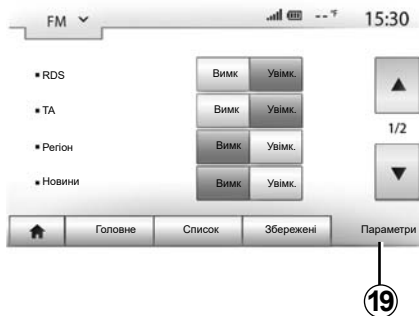 FM -- °F 15:30
RDS Вимк Увімк.
TA Вимк Увімк.
1/2
Регіон Вимк Увімк.
Новини Вимк Увімк.
Головне Список Збережені Параметри
19